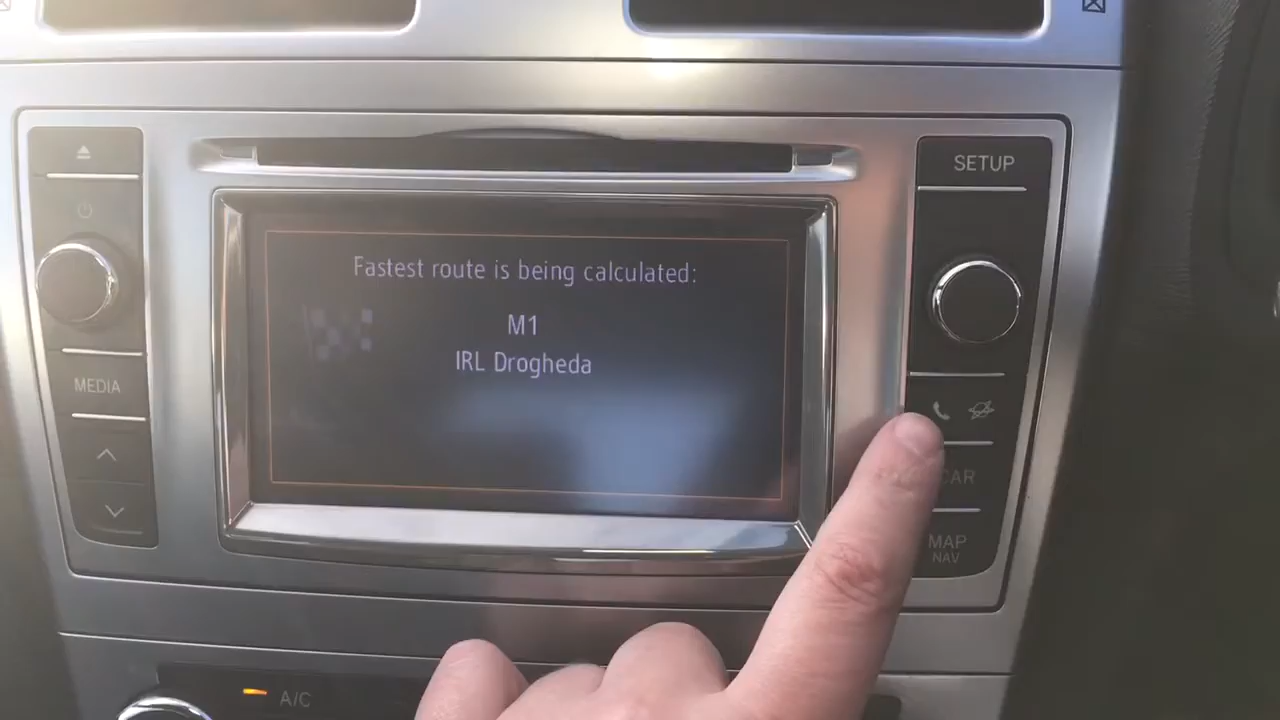 SETUP
Fastest route is being calculated:
M1
IRL Drogheda
MEDIA
CAR
MAP
NAV
A/C